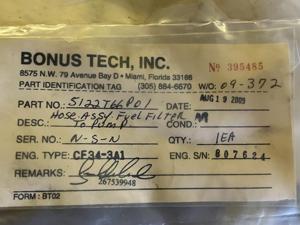 BONUS TECH, INC.
Nº 395485
8575 N.W. 79 Avenue Bay D • Miami, Florida 33166
PART IDENTIFICATION TAG (305) 884-6670 W/O: 09-372
PART NO.: 5122T66P01 DATE: AUG 19 2009
DESC.: Hose Assy Fuel Filter To Pump COND.:
SER. NO.: N-S-N QTY.: 1EA
ENG. TYPE: CF34-3A1 ENG. S/N: 807624
REMARKS:
267539948
FORM : BT02